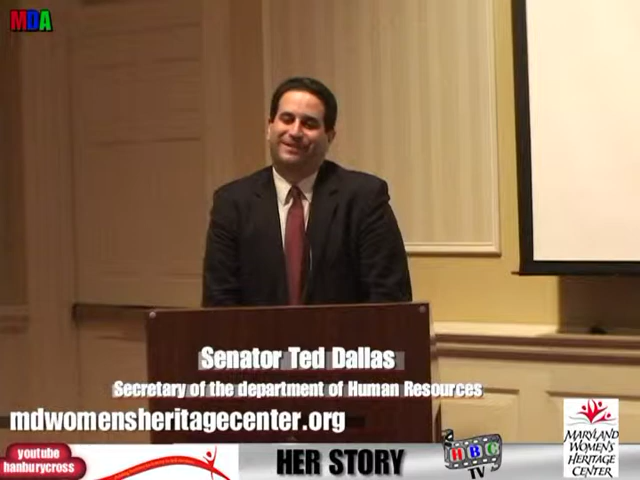 MDA
Senator Ted Dallas
Secretary of the department of Human Resources
mdwomensheritagecenter.org
youtube
hanburycross
HER STORY
HBC
TV
MARYLAND
WOMEN'S
HERITAGE
CENTER